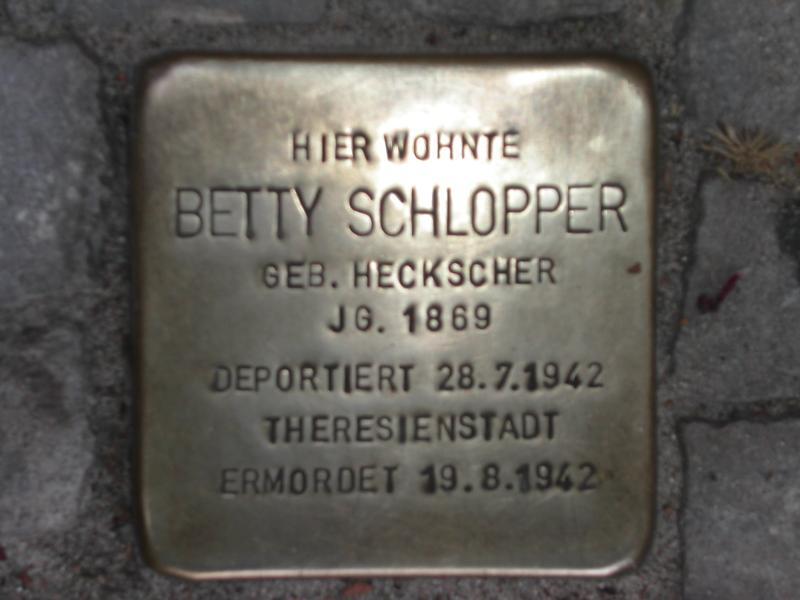 HIER WOHNTE
BETTY SCHLOPPER
GEB. HECKSCHER
JG. 1869
DEPORTIERT 28.7.1942
THERESIENSTADT
ERMORDET 19.8.1942